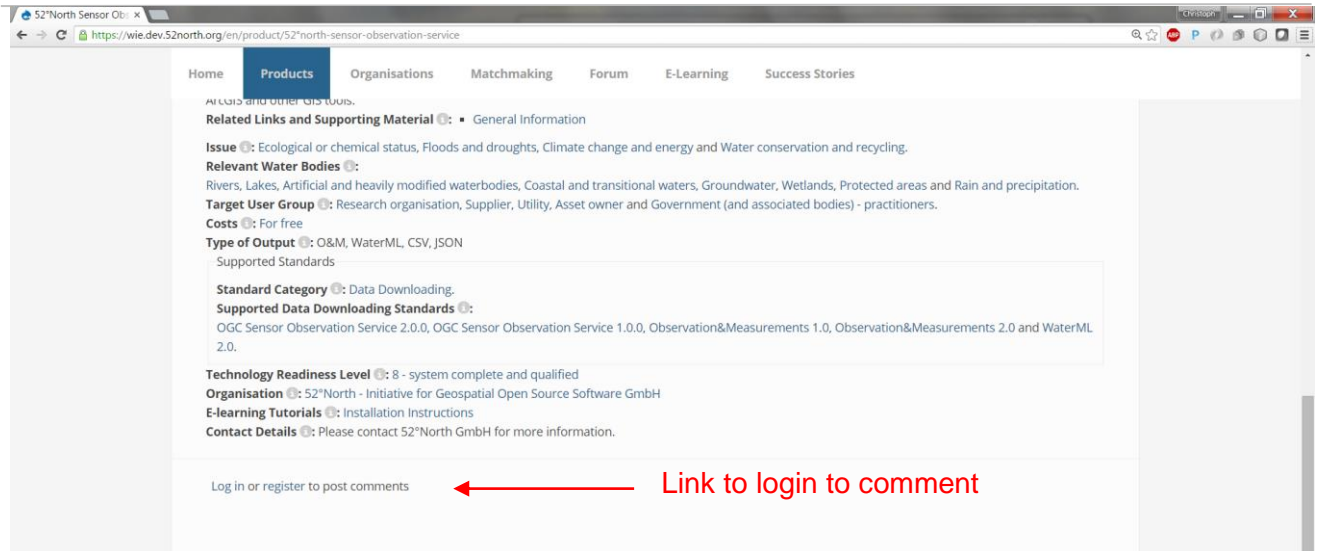 52°North Sensor Obs
Christoph
https://wie.dev.52north.org/en/product/52°north-sensor-observation-service
Home Products Organisations Matchmaking Forum E-Learning Success Stories
ArcGIS and other GIS tools.
Related Links and Supporting Material : ▪ General Information
Issue : Ecological or chemical status, Floods and droughts, Climate change and energy and Water conservation and recycling.
Relevant Water Bodies :
Rivers, Lakes, Artificial and heavily modified waterbodies, Coastal and transitional waters, Groundwater, Wetlands, Protected areas and Rain and precipitation.
Target User Group : Research organisation, Supplier, Utility, Asset owner and Government (and associated bodies) - practitioners.
Costs : For free
Type of Output : O&M, WaterML, CSV, JSON
Supported Standards
Standard Category : Data Downloading.
Supported Data Downloading Standards :
OGC Sensor Observation Service 2.0.0, OGC Sensor Observation Service 1.0.0, Observation&Measurements 1.0, Observation&Measurements 2.0 and WaterML
2.0.
Technology Readiness Level : 8 - system complete and qualified
Organisation : 52°North - Initiative for Geospatial Open Source Software GmbH
E-learning Tutorials : Installation Instructions
Contact Details : Please contact 52°North GmbH for more information.
Log in or register to post comments
Link to login to comment